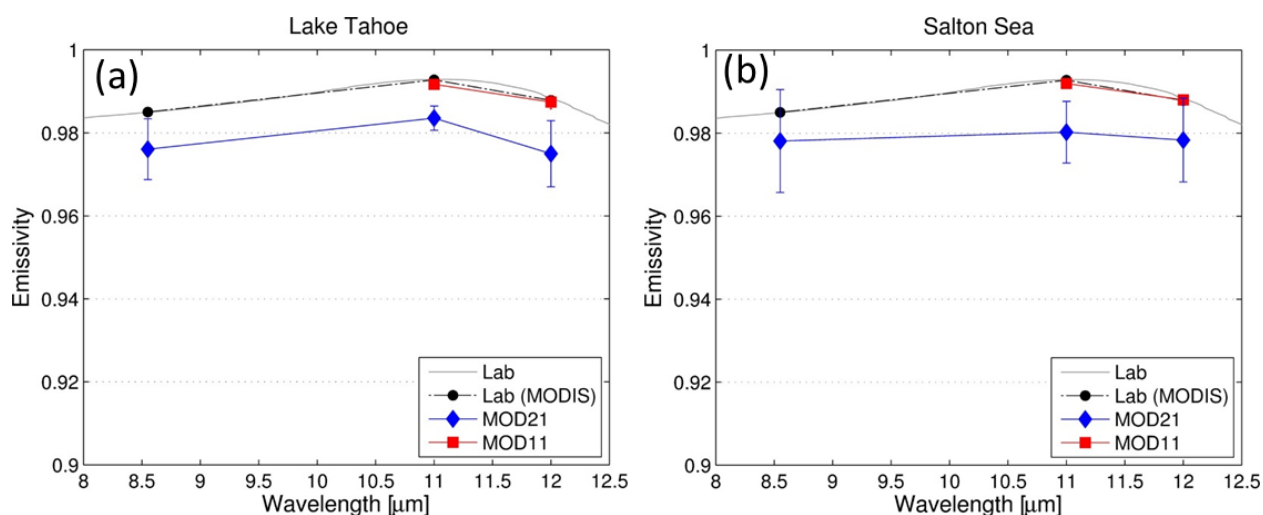 Lake Tahoe
(a)
1
0.98
0.96
0.94
0.92
0.9
Emissivity
8 8.5 9 9.5 10 10.5 11 11.5 12 12.5
Wavelength [μm]
Lab
Lab (MODIS)
MOD21
MOD11
Salton Sea
(b)
1
0.98
0.96
0.94
0.92
0.9
Emissivity
8 8.5 9 9.5 10 10.5 11 11.5 12 12.5
Wavelength [μm]
Lab
Lab (MODIS)
MOD21
MOD11